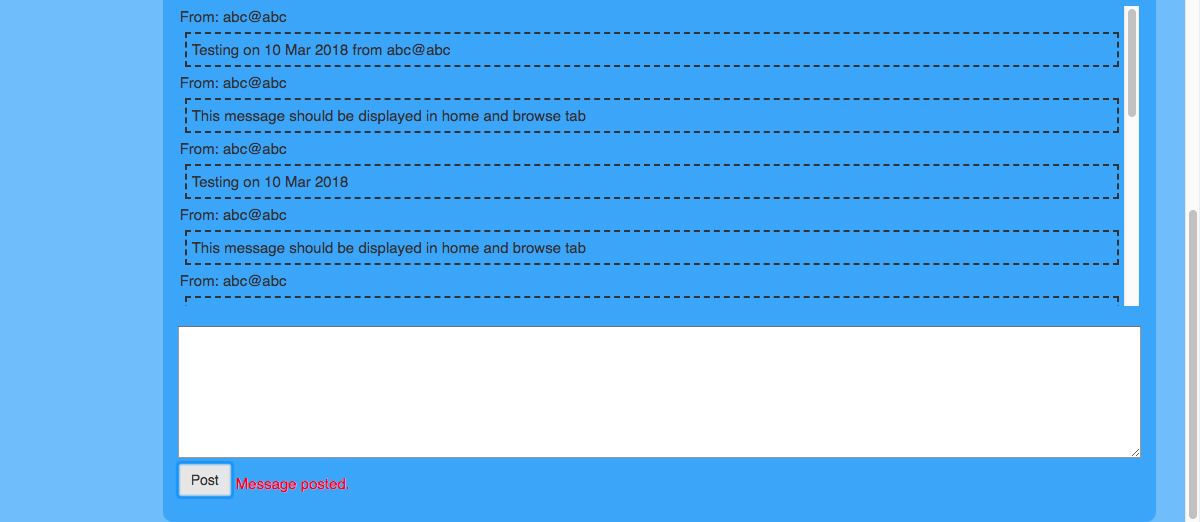 From: abc@abc
Testing on 10 Mar 2018 from abc@abc
From: abc@abc
This message should be displayed in home and browse tab
From: abc@abc
Testing on 10 Mar 2018
From: abc@abc
This message should be displayed in home and browse tab
From: abc@abc
Post Message posted.